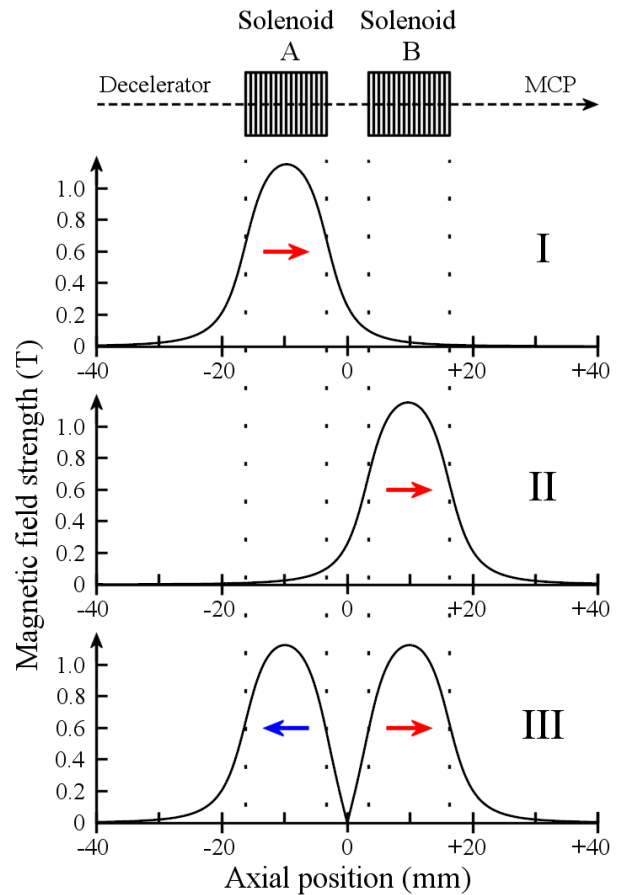 Solenoid Solenoid
A B
Decelerator MCP
Magnetic field strength (T)
1.0
0.8
0.6
0.4
0.2
0
-40 -20 0 +20 +40
I
1.0
0.8
0.6
0.4
0.2
0
-40 -20 0 +20 +40
II
1.0
0.8
0.6
0.4
0.2
0
-40 -20 0 +20 +40
III
Axial position (mm)